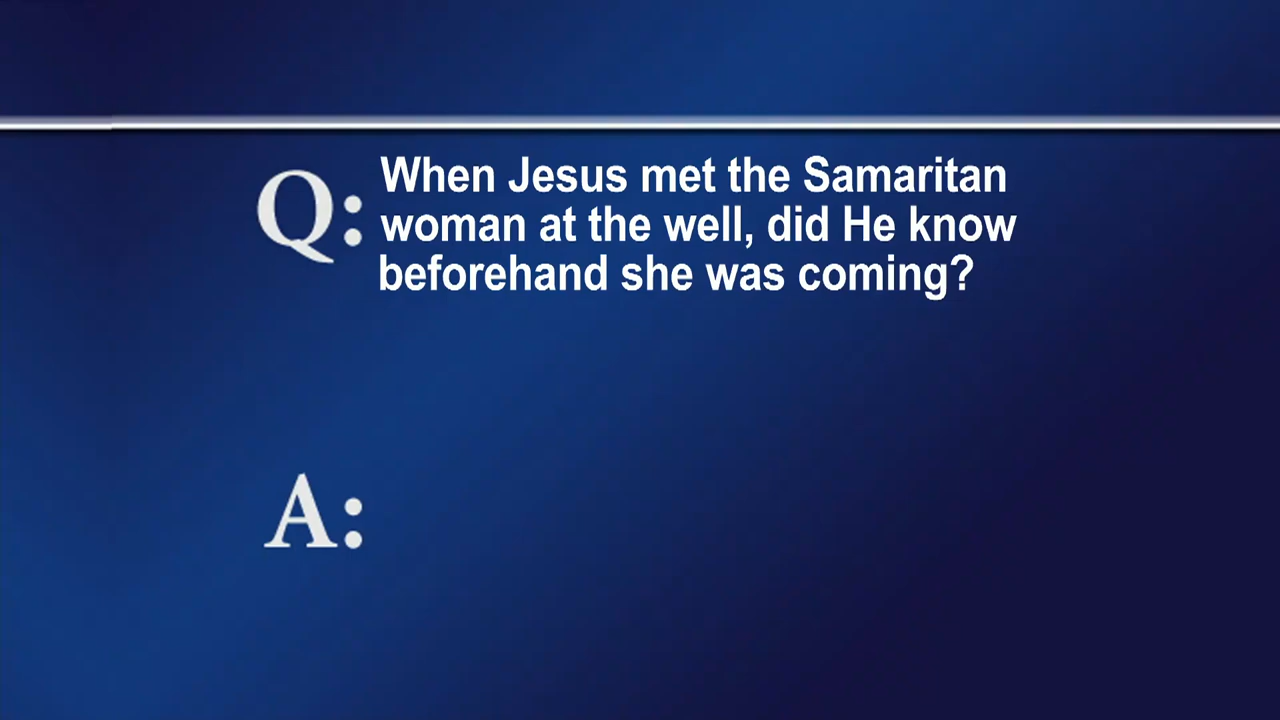 Q: When Jesus met the Samaritan
woman at the well, did He know
beforehand she was coming?
A: